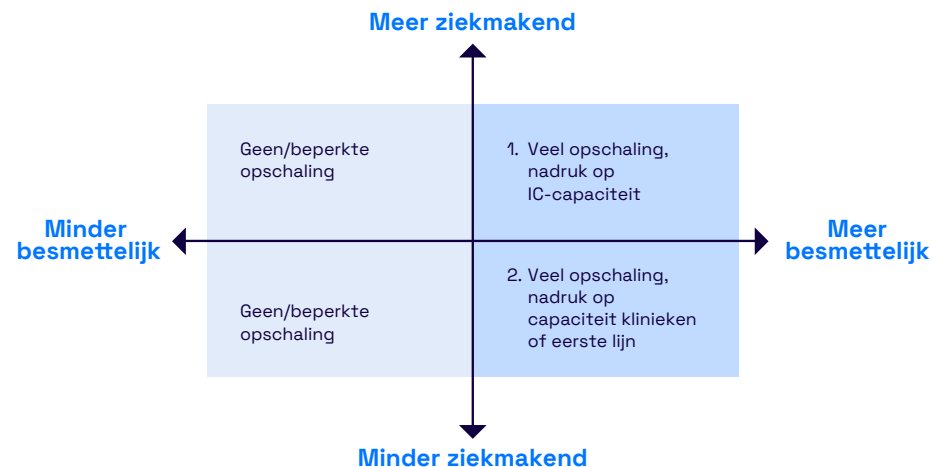 Meer ziekmakend
Geen/beperkte
opschaling
1. Veel opschaling,
nadruk op
IC-capaciteit
Minder
besmettelijk
Meer
besmettelijk
Geen/beperkte
opschaling
2. Veel opschaling,
nadruk op
capaciteit klinieken
of eerste lijn
Minder ziekmakend